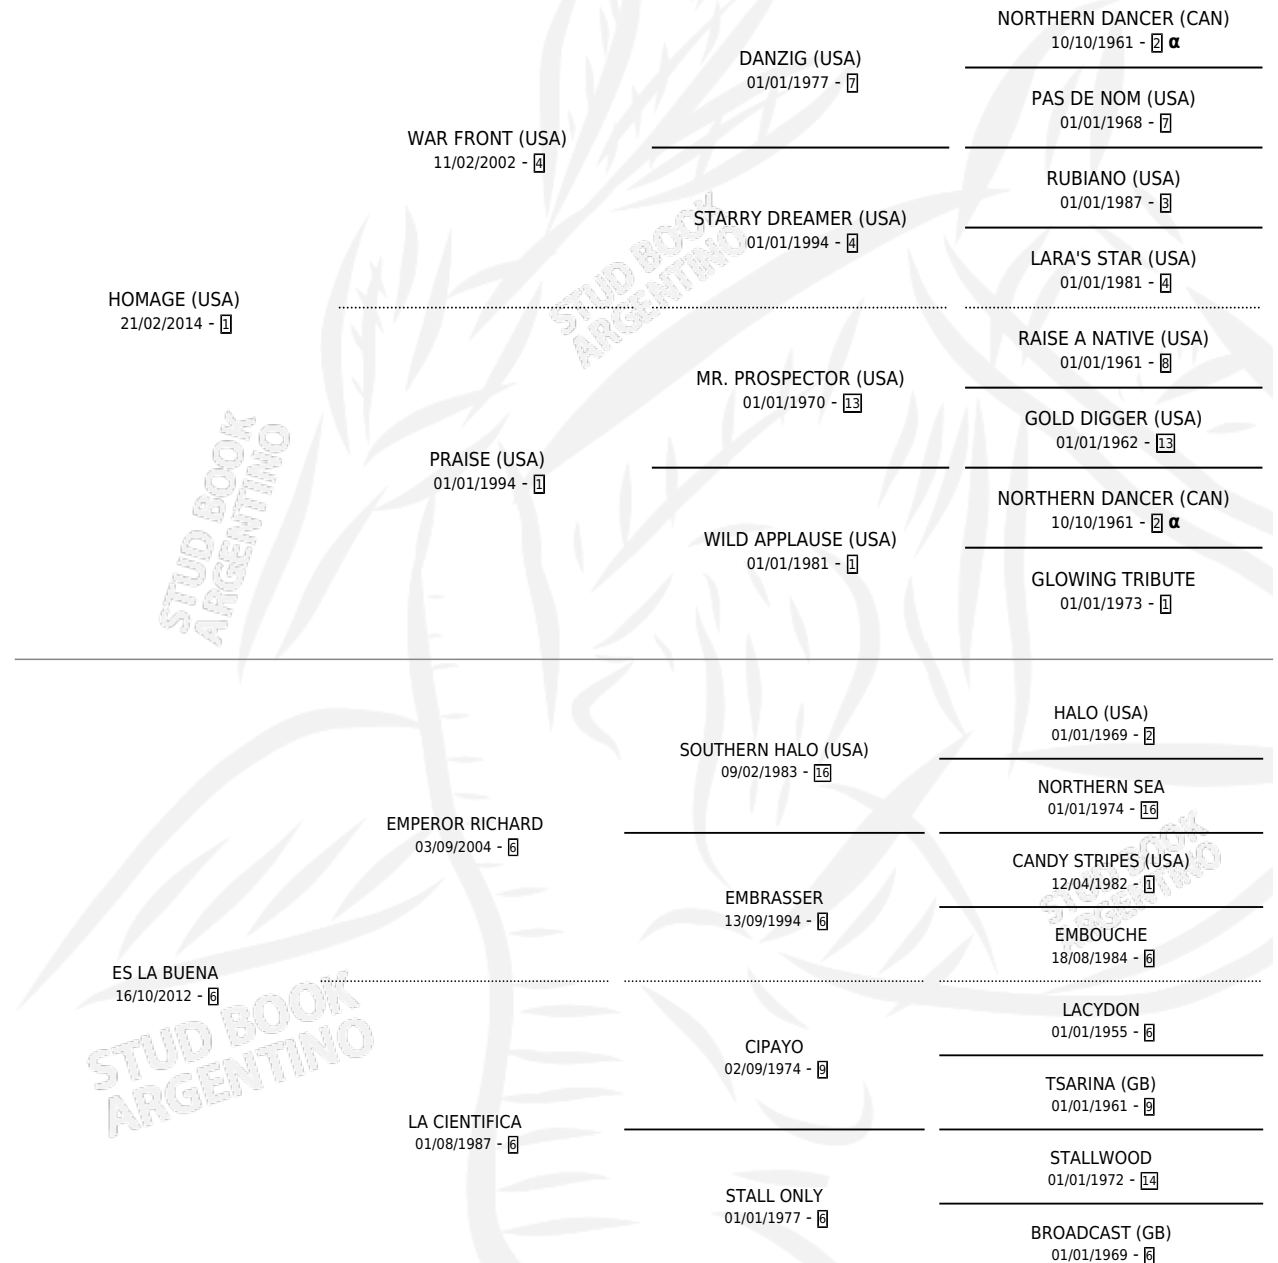 NORTHERN DANCER (CAN)
10/10/1961 - 2 α
DANZIG (USA)
01/01/1977 - 7
PAS DE NOM (USA)
01/01/1968 - 7
WAR FRONT (USA)
11/02/2002 - 4
RUBIANO (USA)
01/01/1987 - 3
STARRY DREAMER (USA)
01/01/1994 - 4
LARA'S STAR (USA)
01/01/1981 - 4
HOMAGE (USA)
21/02/2014 - 1
RAISE A NATIVE (USA)
01/01/1961 - 8
MR. PROSPECTOR (USA)
01/01/1970 - 13
GOLD DIGGER (USA)
01/01/1962 - 13
PRAISE (USA)
01/01/1994 - 1
NORTHERN DANCER (CAN)
10/10/1961 - 2 α
WILD APPLAUSE (USA)
01/01/1981 - 1
GLOWING TRIBUTE
01/01/1973 - 1
HALO (USA)
01/01/1969 - 2
SOUTHERN HALO (USA)
09/02/1983 - 16
NORTHERN SEA
01/01/1974 - 16
EMPEROR RICHARD
03/09/2004 - 6
CANDY STRIPES (USA)
12/04/1982 - 1
EMBRASSER
13/09/1994 - 6
EMBOUCHE
18/08/1984 - 6
ES LA BUENA
16/10/2012 - 6
LACYDON
01/01/1955 - 6
CIPAYO
02/09/1974 - 9
TSARINA (GB)
01/01/1961 - 9
LA CIENTIFICA
01/08/1987 - 6
STALLWOOD
01/01/1972 - 14
STALL ONLY
01/01/1977 - 6
BROADCAST (GB)
01/01/1969 - 6
STUD BOOK
ARGENTINO
STUD BOOK
ARGENTINO
STUD BOOK
ARGENTINO
STUD BOOK
ARGENTINO